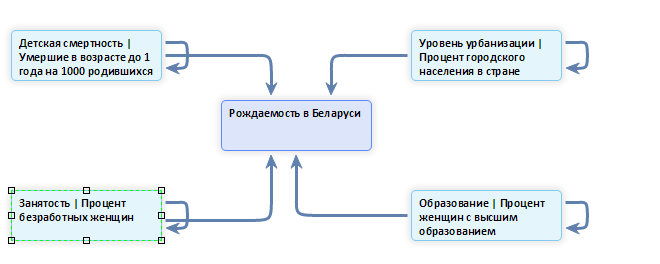 Детская смертность |
Умершие в возрасте до 1
года на 1000 родившихся
Уровень урбанизации |
Процент городского
населения в стране
Рождаемость в Беларуси
Занятость | Процент
безработных женщин
Образование | Процент
женщин с высшим
образованием